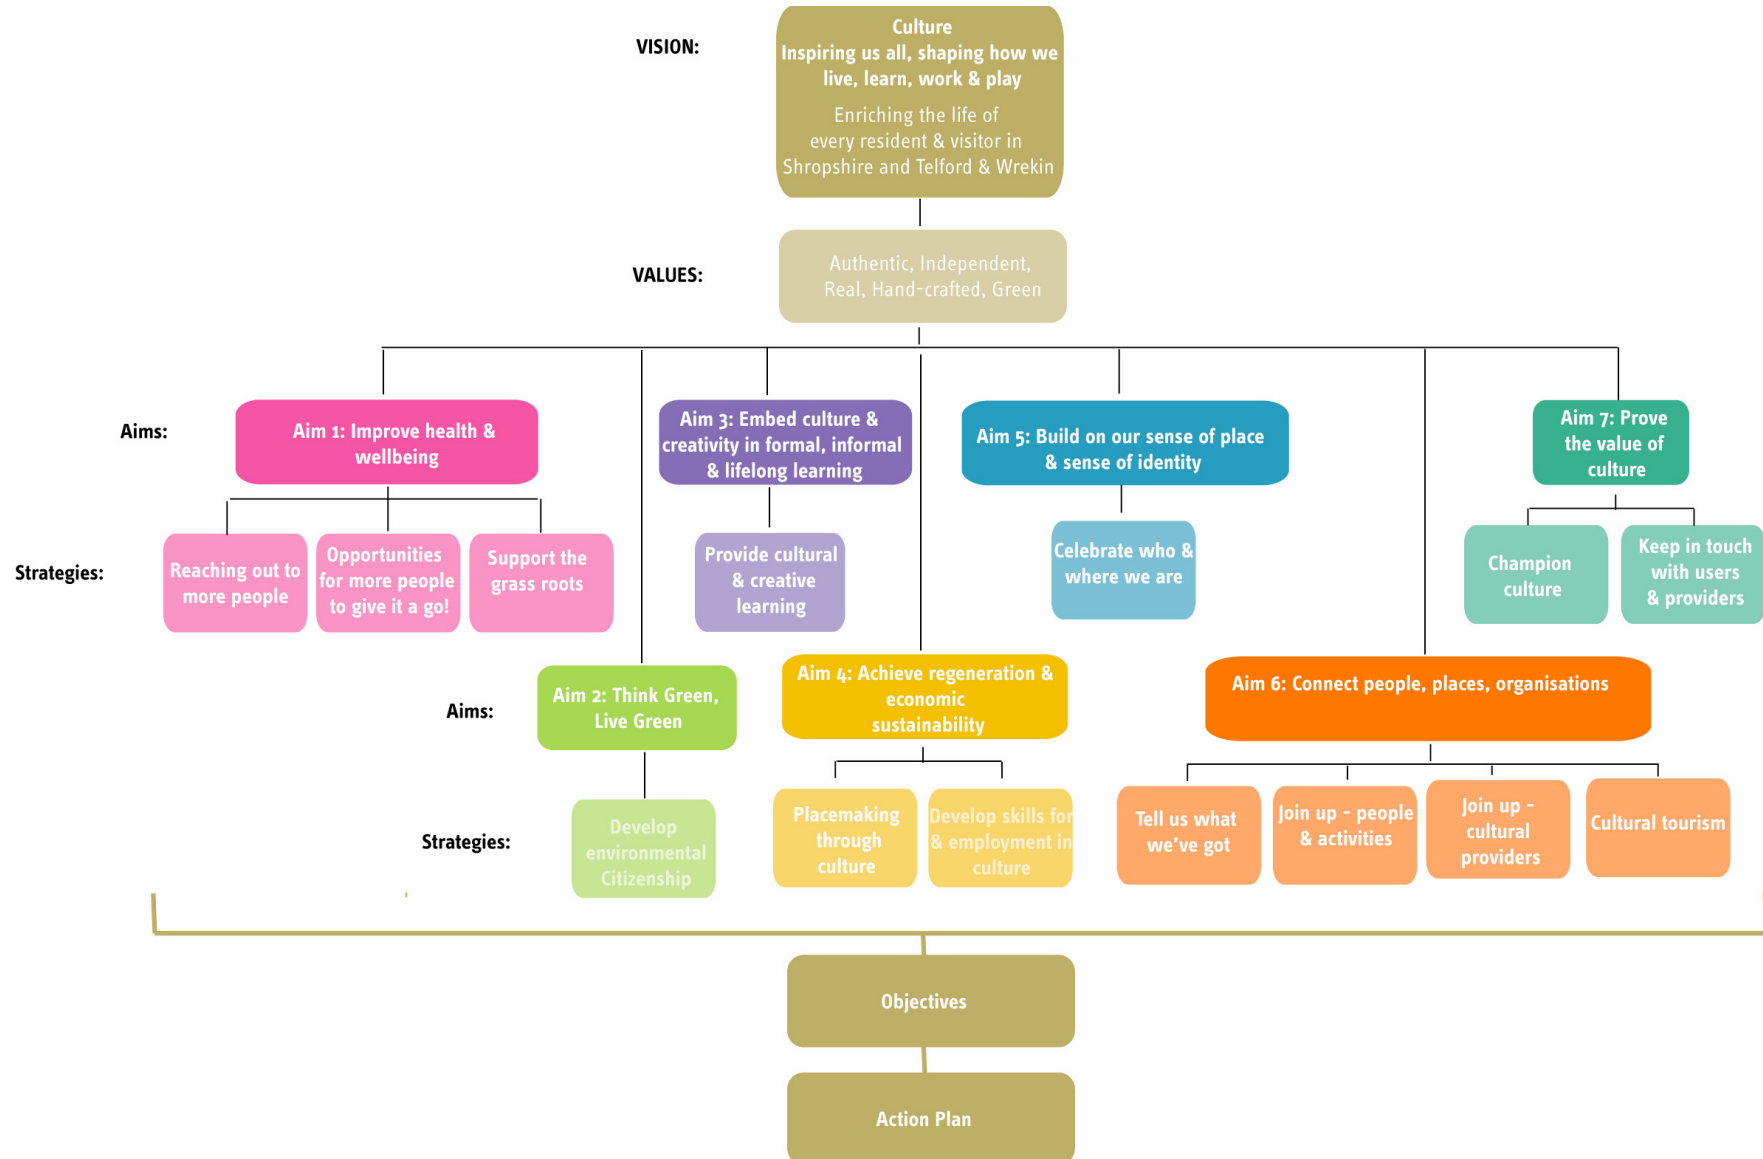 VISION:
Culture
Inspiring us all, shaping how we
live, learn, work & play
Enriching the life of
every resident & visitor in
Shropshire and Telford & Wrekin
VALUES:
Authentic, Independent,
Real, Hand-crafted, Green
Aims:
Aim 1: Improve health &
wellbeing
Aim 3: Embed culture &
creativity in formal, informal
& lifelong learning
Aim 5: Build on our sense of place
& sense of identity
Aim 7: Prove
the value of
culture
Strategies:
Reaching out to
more people
Opportunities
for more people
to give it a go!
Support the
grass roots
Provide cultural
& creative
learning
Celebrate who &
where we are
Champion
culture
Keep in touch
with users
& providers
Aims:
Aim 2: Think Green,
Live Green
Aim 4: Achieve regeneration &
economic
sustainability
Aim 6: Connect people, places, organisations
Strategies:
Develop
environmental
Citizenship
Placemaking
through
culture
Develop skills for
& employment in
culture
Tell us what
we've got
Join up - people
& activities
Join up -
cultural
providers
Cultural tourism
Objectives
Action Plan